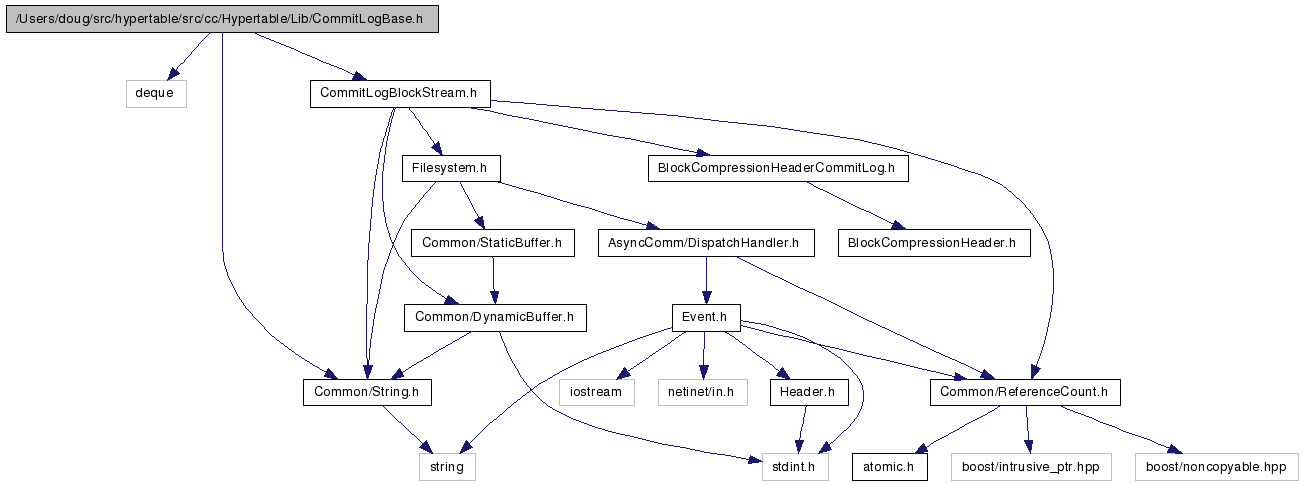 /Users/doug/src/hypertable/src/cc/Hypertable/Lib/CommitLogBase.h
deque
CommitLogBlockStream.h
Filesystem.h
BlockCompressionHeaderCommitLog.h
Common/StaticBuffer.h
AsyncComm/DispatchHandler.h
BlockCompressionHeader.h
Common/DynamicBuffer.h
Event.h
Common/String.h
iostream
netinet/in.h
Header.h
Common/ReferenceCount.h
string
stdint.h
atomic.h
boost/intrusive_ptr.hpp
boost/noncopyable.hpp